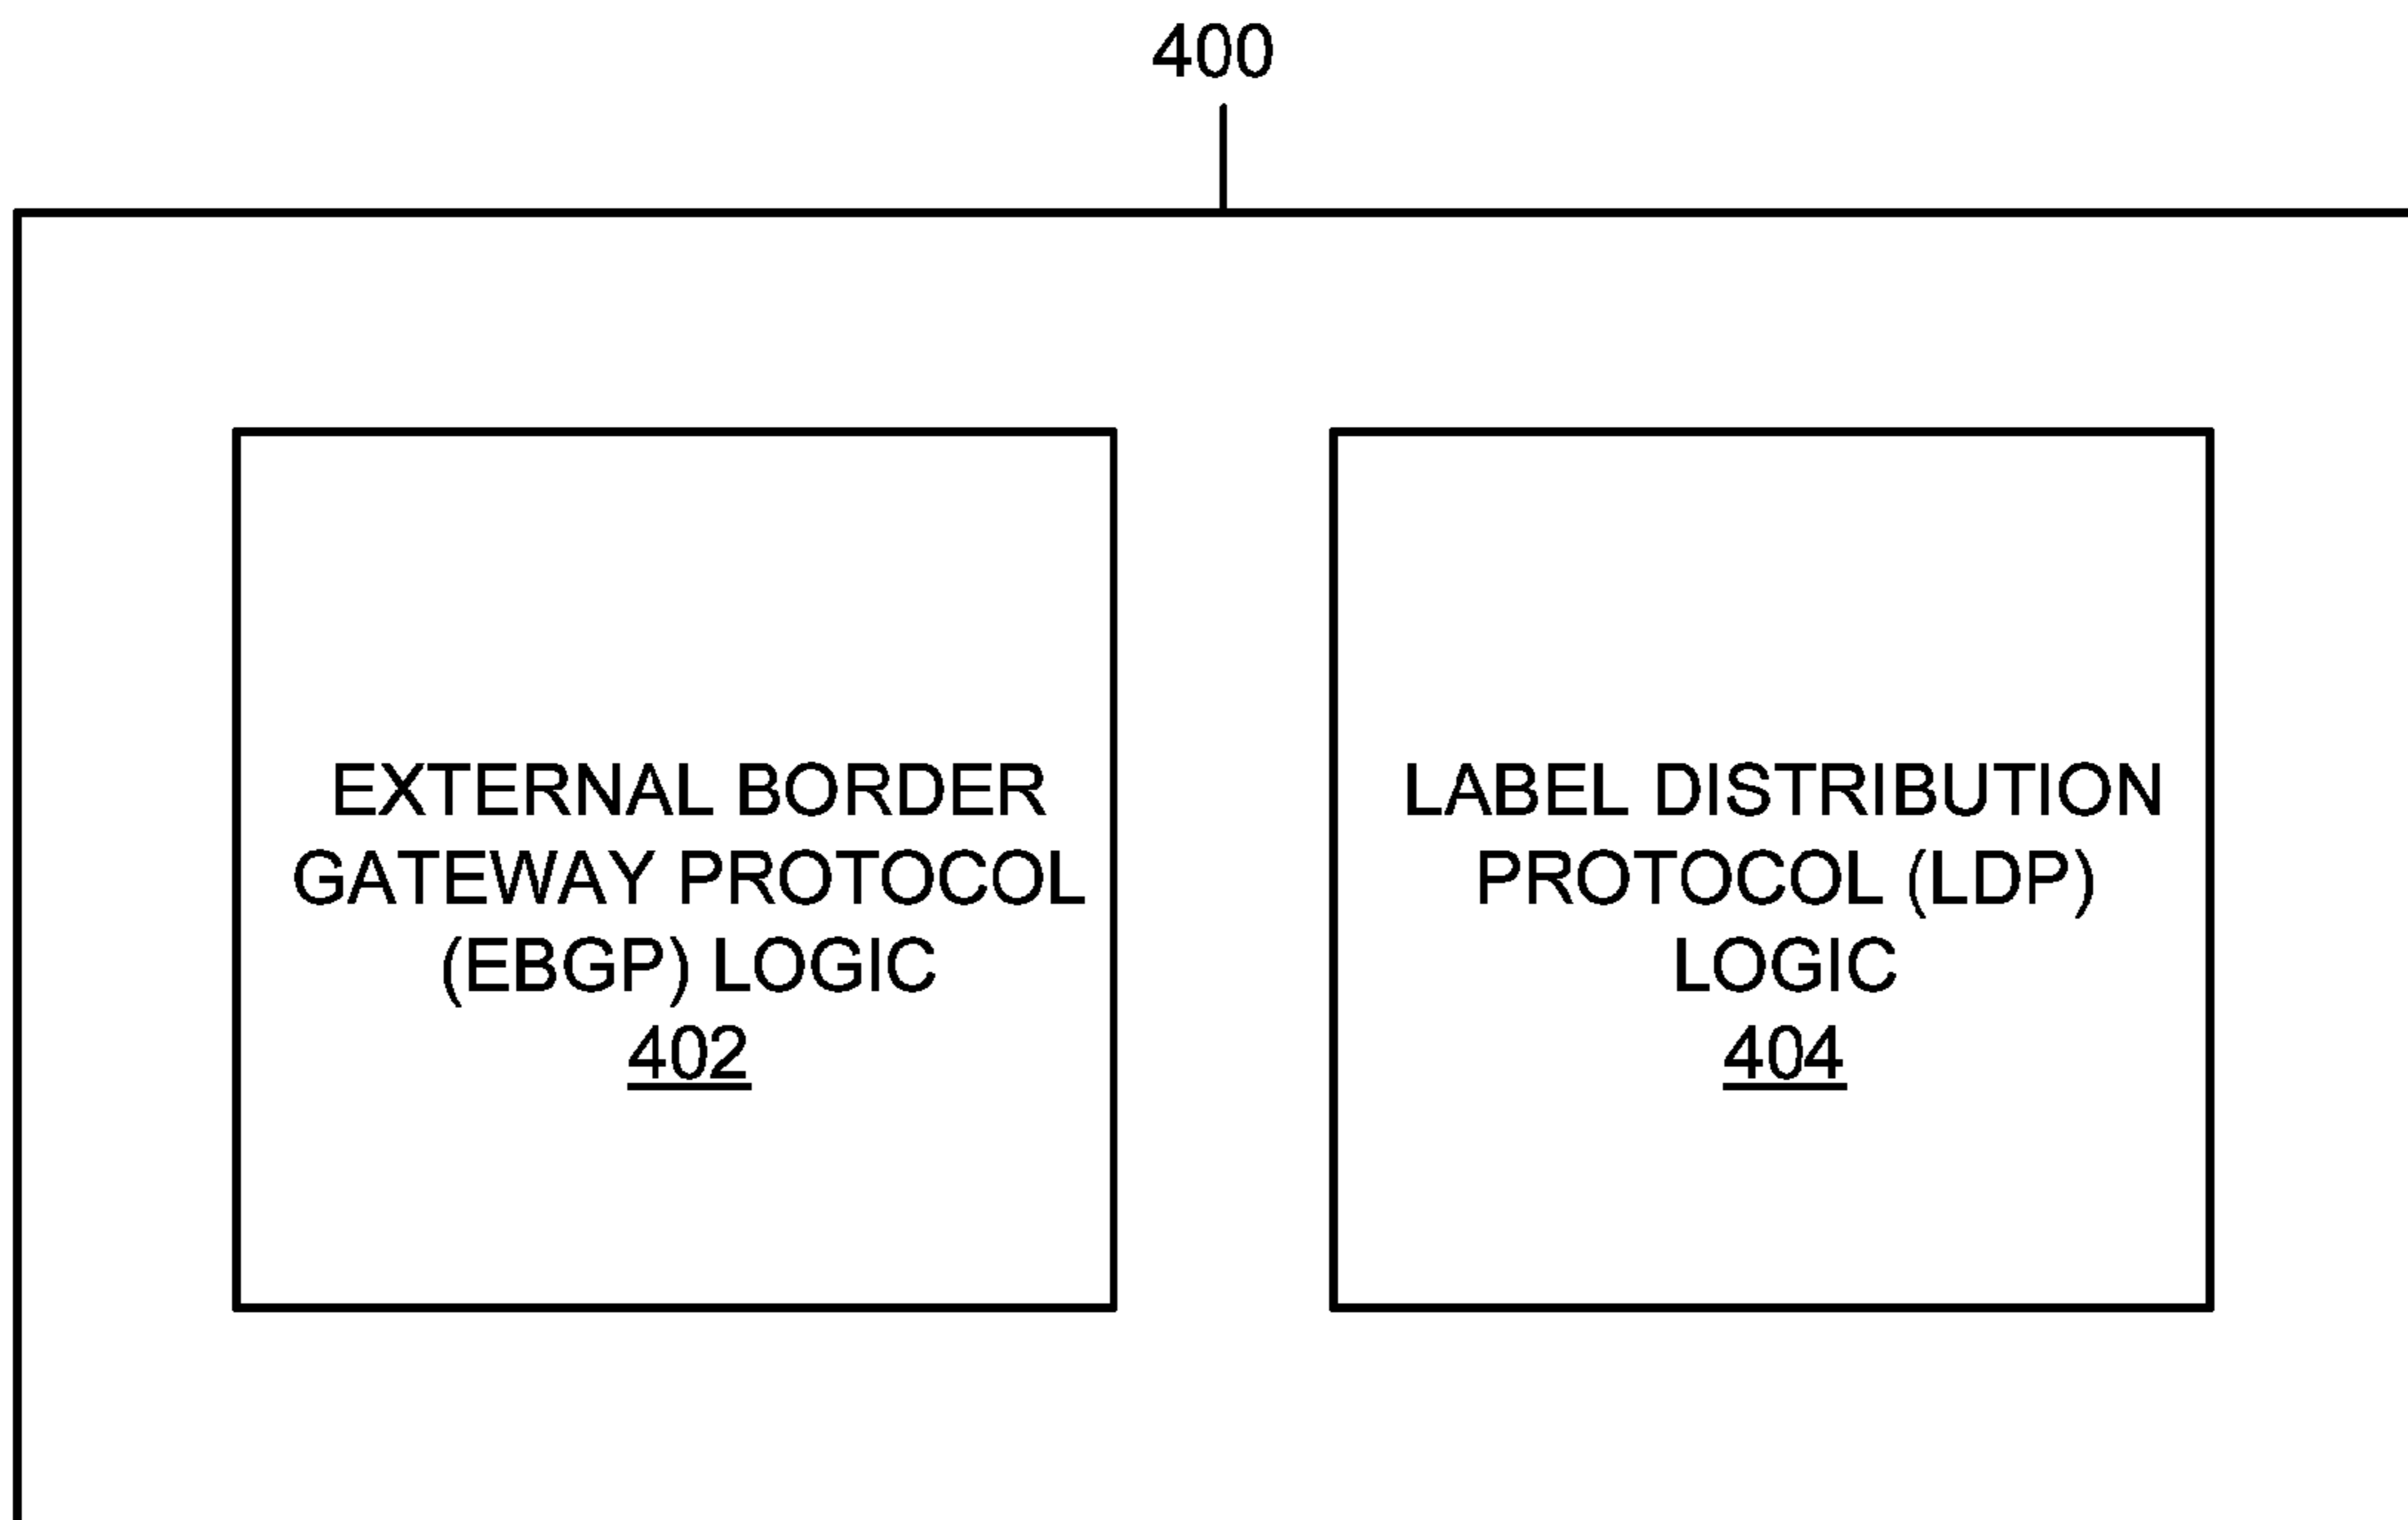 400
EXTERNAL BORDER
GATEWAY PROTOCOL
(EBGP) LOGIC
402
LABEL DISTRIBUTION
PROTOCOL (LDP)
LOGIC
404